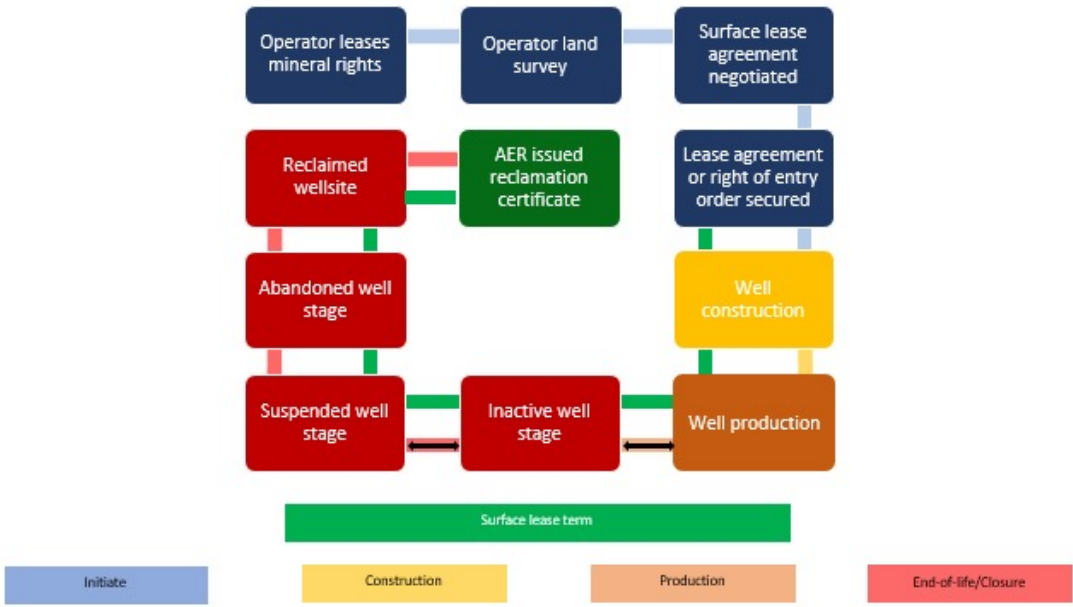 Operator leases
mineral rights
Operator land
survey
Surface lease
agreement
negotiated
Reclaimed
wellsite
AER issued
reclamation
certificate
Lease agreement
or right of entry
order secured
Abandoned well
stage
Well
construction
Suspended well
stage
Inactive well
stage
Well production
Surface lease term
Initiate
Construction
Production
End-of-life/Closure